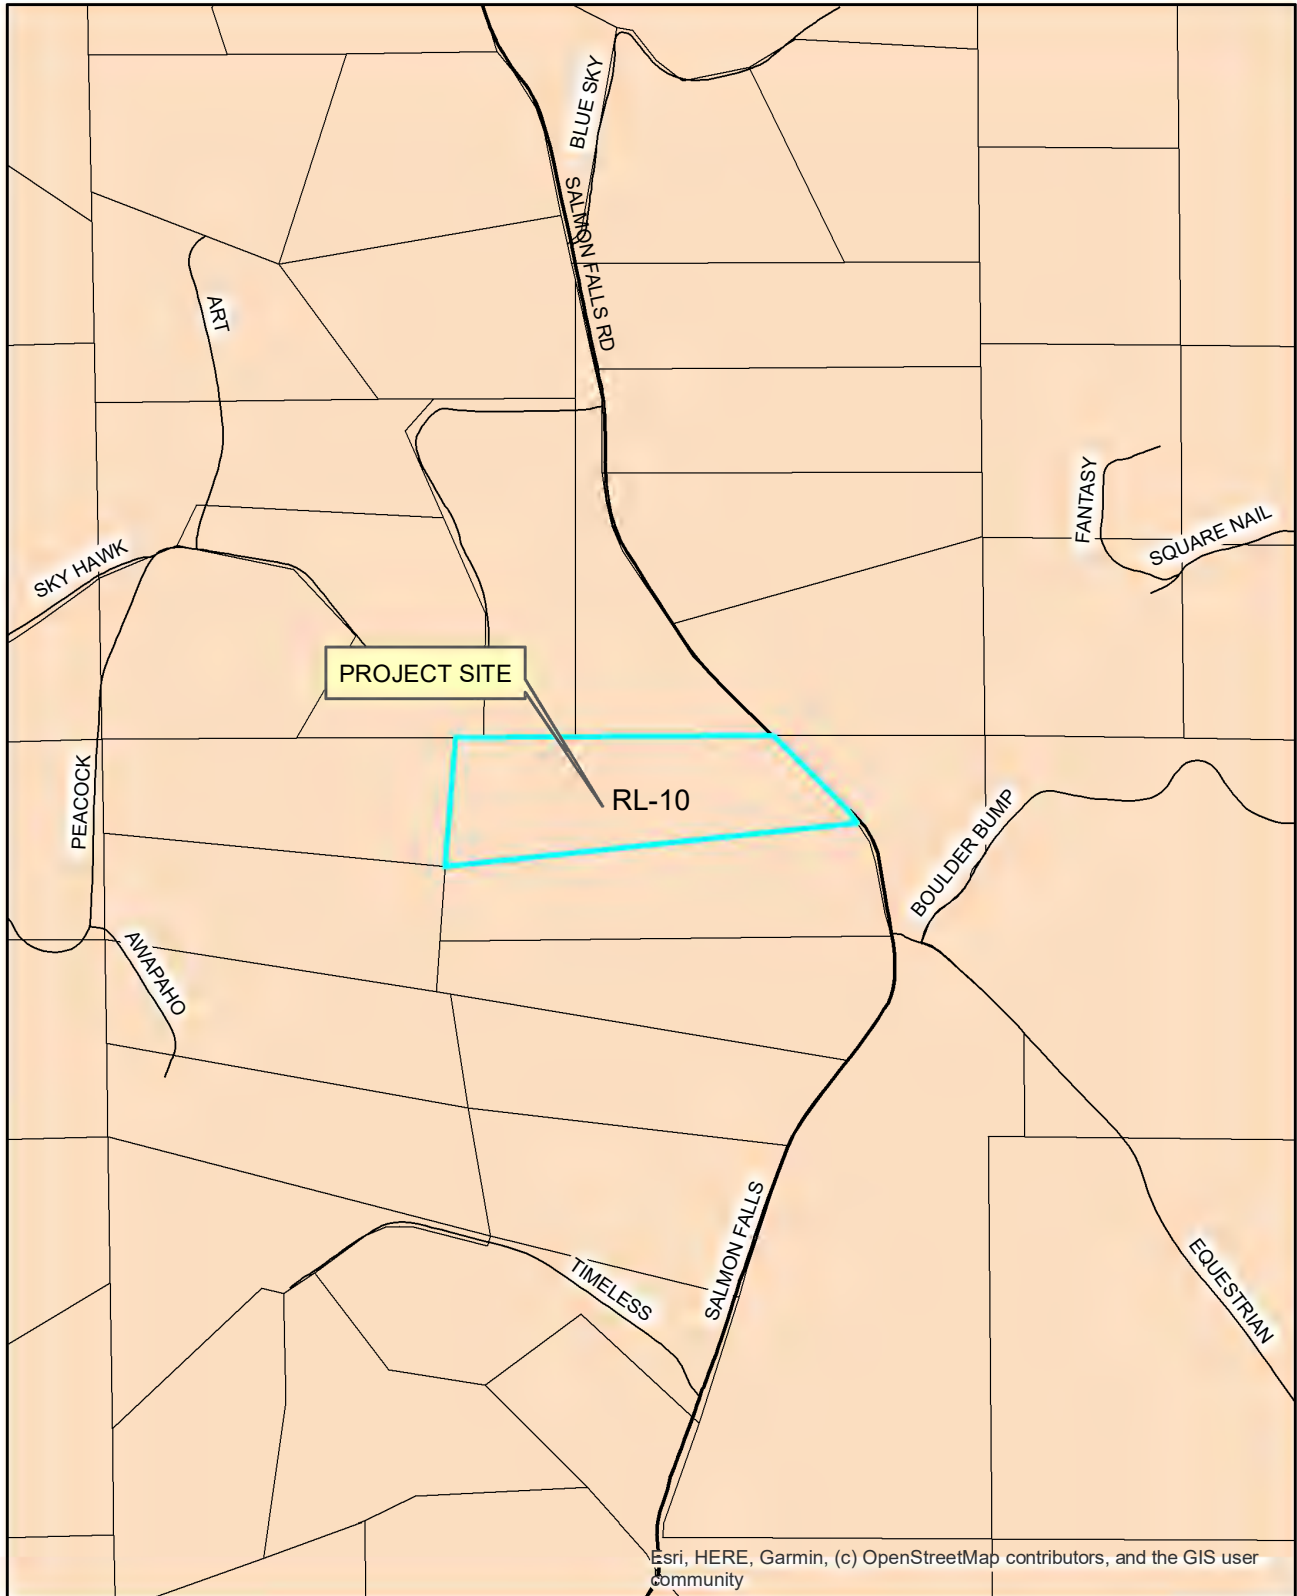 BLUE SKY
SALMON FALLS RD
ART
FANTASY
SQUARE NAIL
SKY HAWK
PROJECT SITE
RL-10
PEACOCK
BOULDER BUMP
AWAPAHO
SALMON FALLS
EQUESTRIAN
TIMELESS
Esri, HERE, Garmin, (c) OpenStreetMap contributors, and the GIS user
community